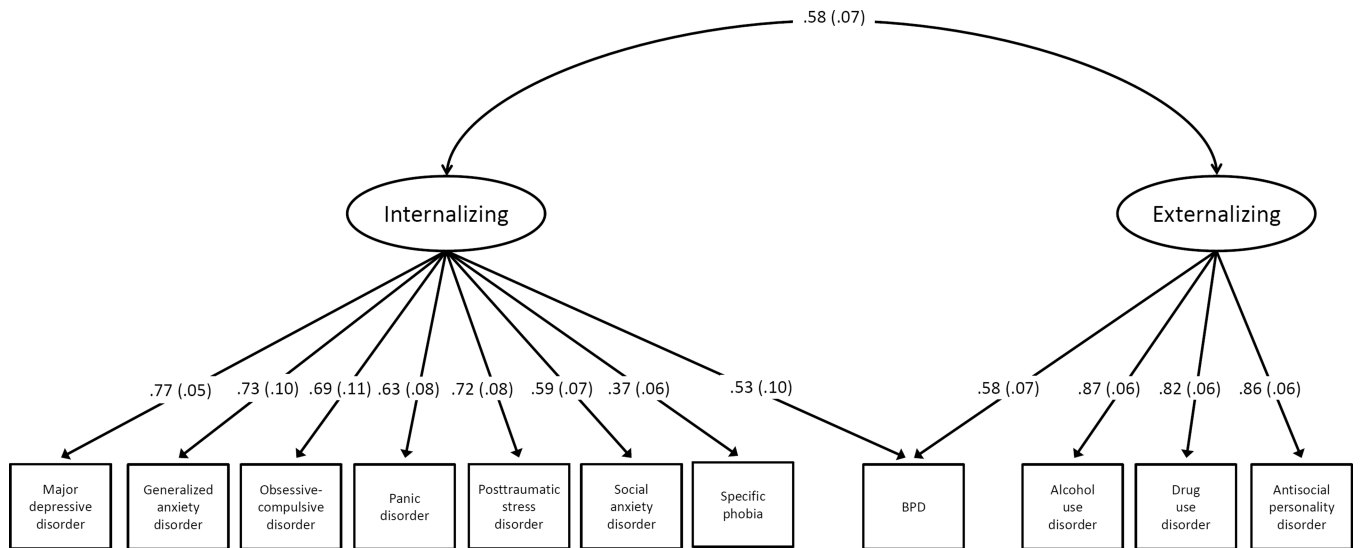 .58 (.07)
Internalizing
Externalizing
.77 (.05)
.73 (.10)
.69 (.11)
.63 (.08)
.72 (.08)
.59 (.07)
.37 (.06)
.53 (.10)
.58 (.07)
.87 (.06)
.82 (.06)
.86 (.06)
Major
depressive
disorder
Generalized
anxiety
disorder
Obsessive-
compulsive
disorder
Panic
disorder
Posttraumatic
stress
disorder
Social
anxiety
disorder
Specific
phobia
BPD
Alcohol
use
disorder
Drug
use
disorder
Antisocial
personality
disorder